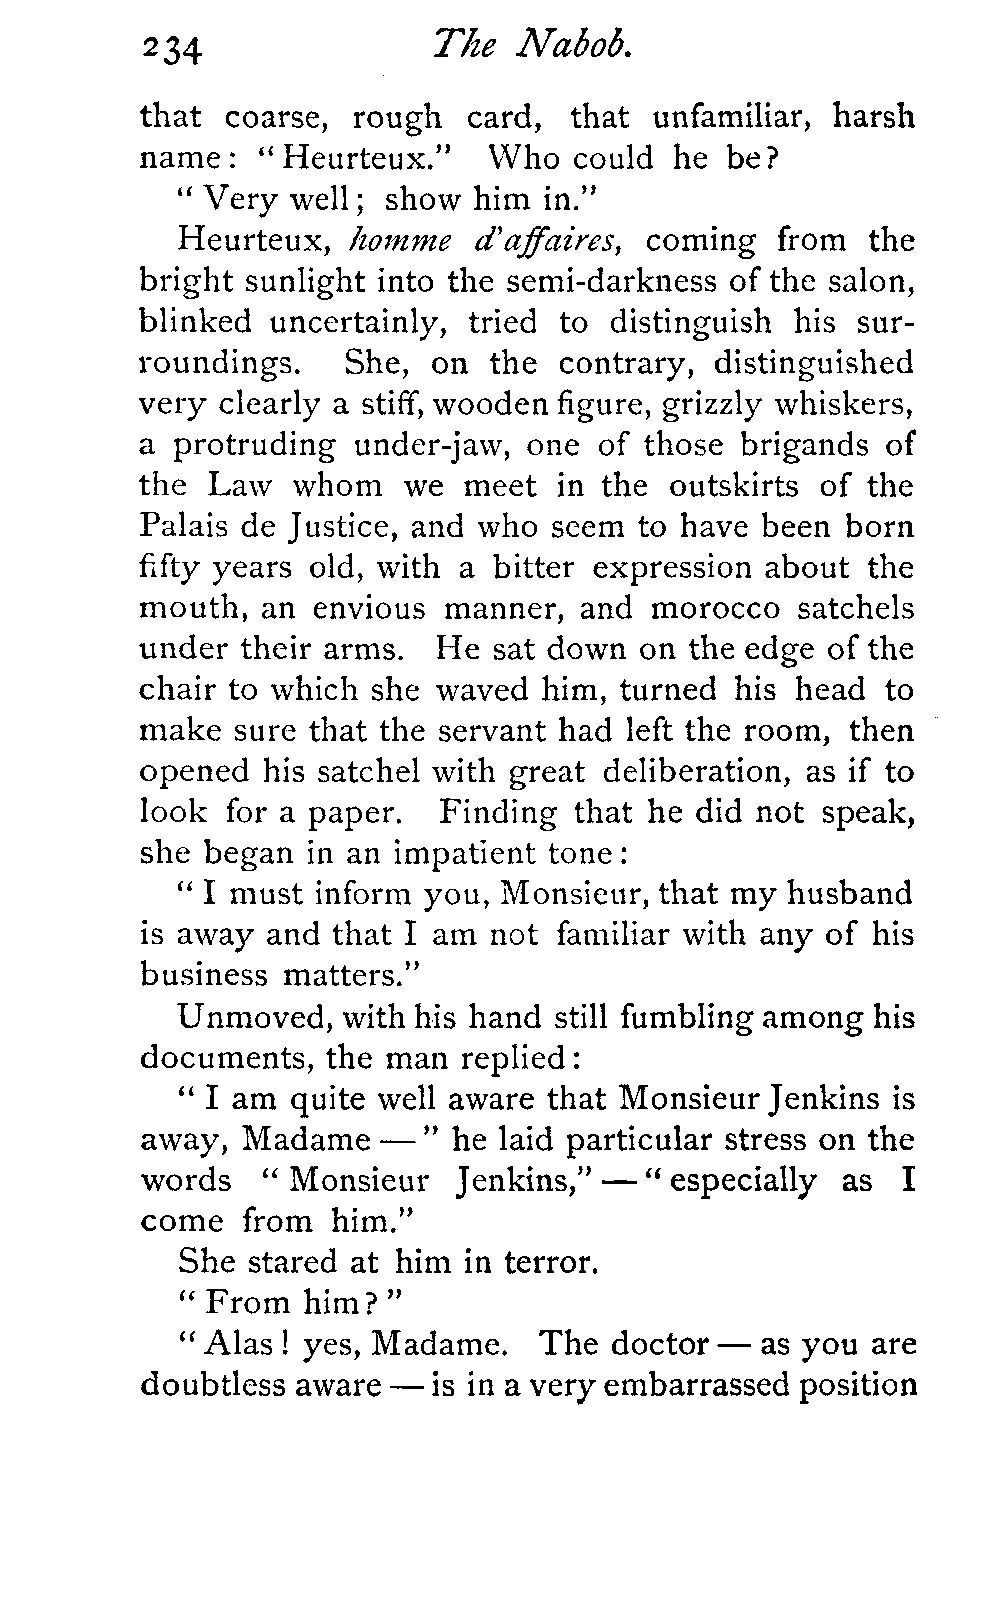 234 The Nabob.
that coarse, rough card, that unfamiliar, harsh
name: "Heurteux." Who could he be?
"Very well; show him in."
Heurteux, homme d'affaires, coming from the
bright sunlight into the semi-darkness of the salon,
blinked uncertainly, tried to distinguish his sur-
roundings. She, on the contrary, distinguished
very clearly a stiff, wooden figure, grizzly whiskers,
a protruding under-jaw, one of those brigands of
the Law whom we meet in the outskirts of the
Palais de Justice, and who seem to have been born
fifty years old, with a bitter expression about the
mouth, an envious manner, and morocco satchels
under their arms. He sat down on the edge of the
chair to which she waved him, turned his head to
make sure that the servant had left the room, then
opened his satchel with great deliberation, as if to
look for a paper. Finding that he did not speak,
she began in an impatient tone:
"I must inform you, Monsieur, that my husband
is away and that I am not familiar with any of his
business matters."
Unmoved, with his hand still fumbling among his
documents, the man replied:
"I am quite well aware that Monsieur Jenkins is
away, Madame—" he laid particular stress on the
words "Monsieur Jenkins,"—"especially as I
come from him."
She stared at him in terror.
"From him?"
"Alas! yes, Madame. The doctor—as you are
doubtless aware—is in a very embarrassed position